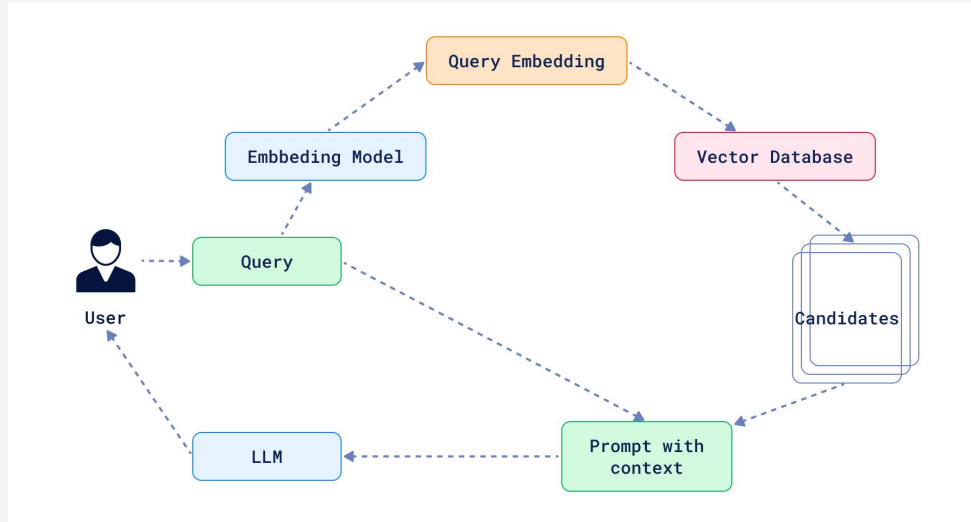 Query Embedding
Embbeding Model
Vector Database
Query
User
Candidates
Prompt with
context
LLM